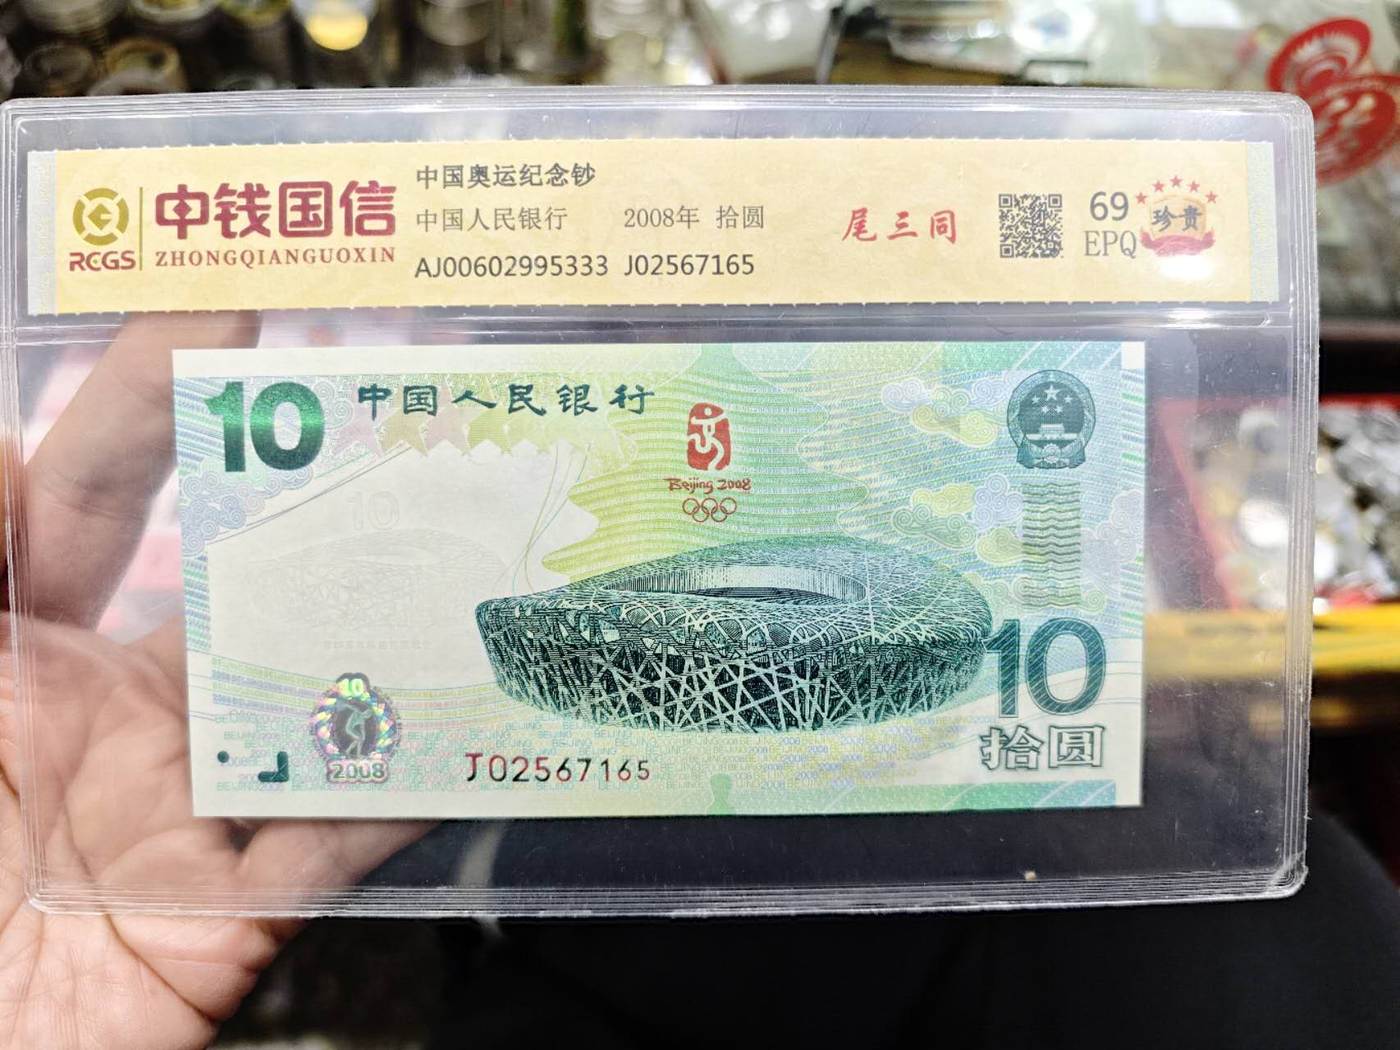 中国奥运纪念钞
中钱国信
中国人民银行 2008年 拾圆
尾三同
69
EPQ
珍贵
RCGS
ZHONGQIANGUOXIN
AJ00602995333 J02567165
10
中国人民银行
Beijing 2008
10
10
2008
J02567165
10
拾圆